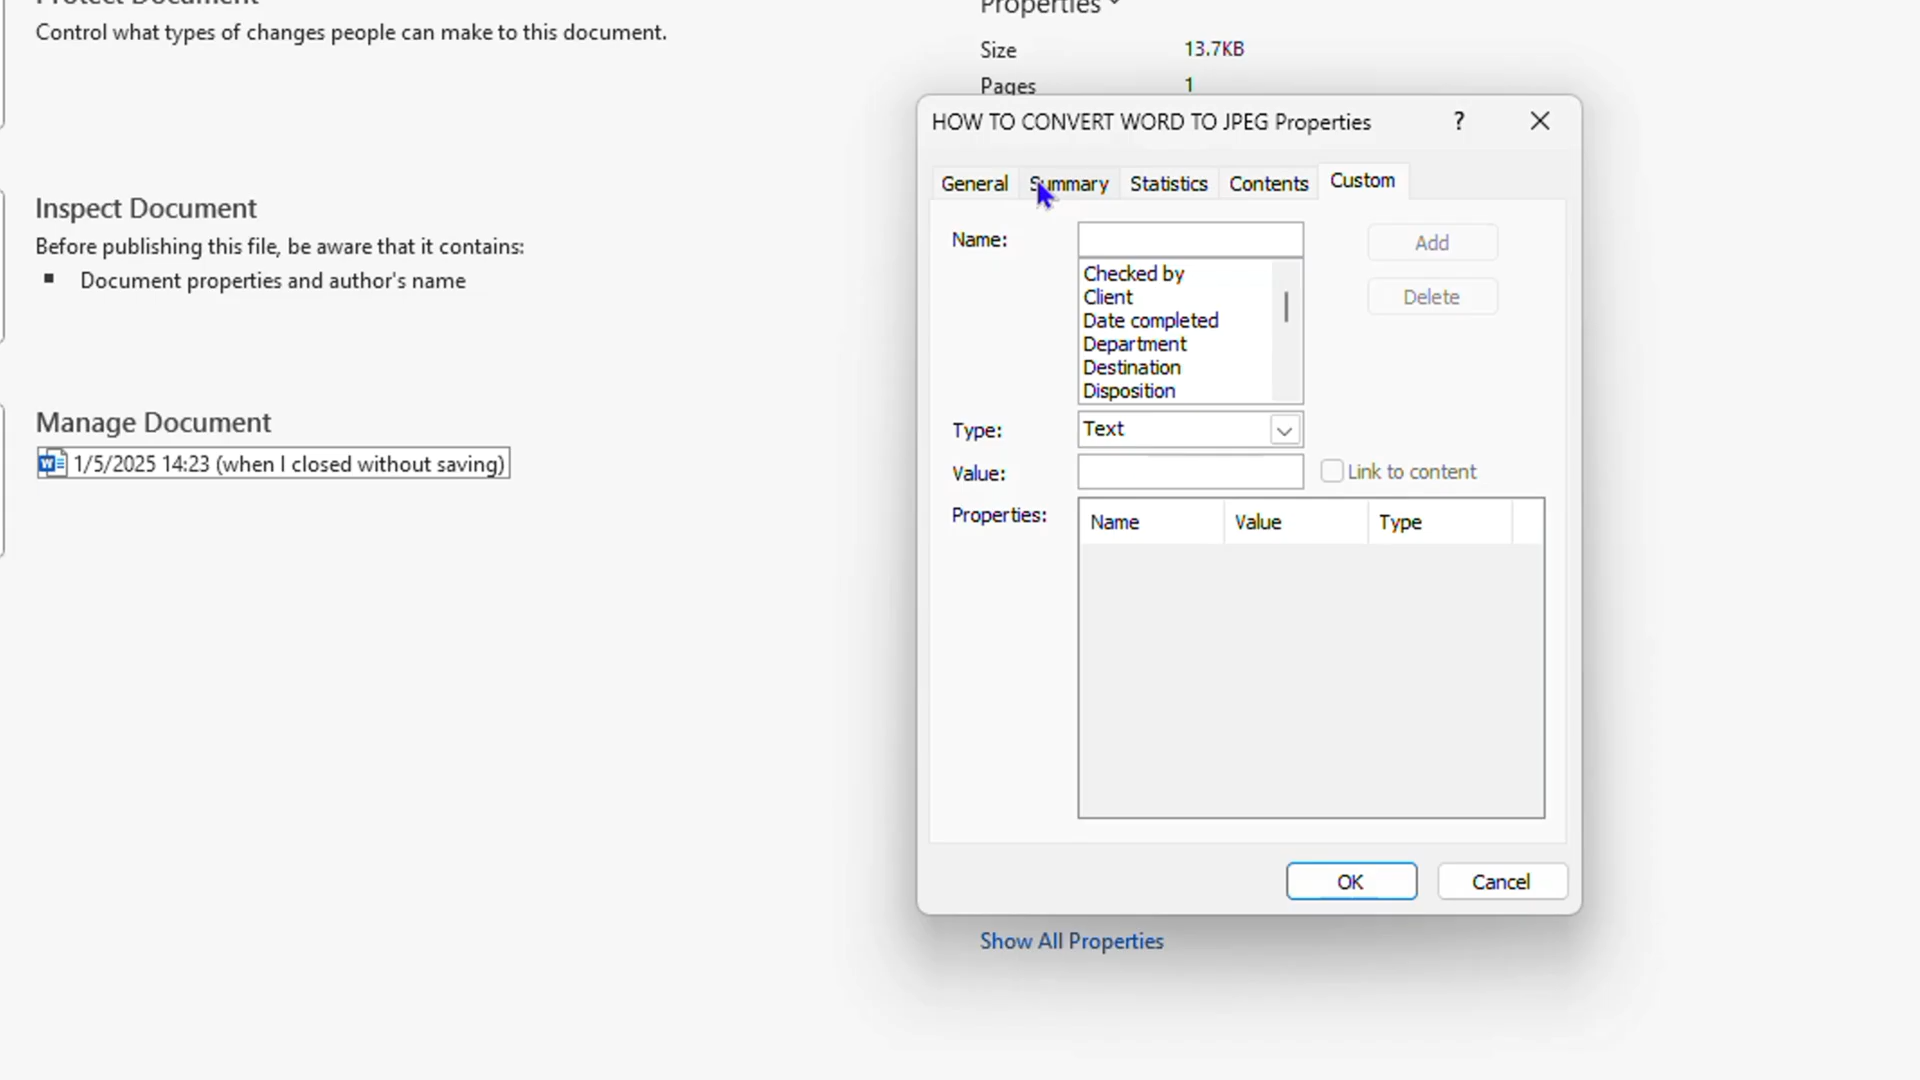 Protect Document
Control what types of changes people can make to this document.
Properties
Size 13.7KB
Pages 1
Inspect Document
Before publishing this file, be aware that it contains:
▪ Document properties and author's name
Manage Document
1/5/2025 14:23 (when I closed without saving)
HOW TO CONVERT WORD TO JPEG Properties ?
General Summary Statistics Contents Custom
Name:
Add
Checked by
Client
Date completed
Department
Destination
Disposition
Delete
Type: Text
Value:
Link to content
Properties:
Name Value Type
OK Cancel
Show All Properties